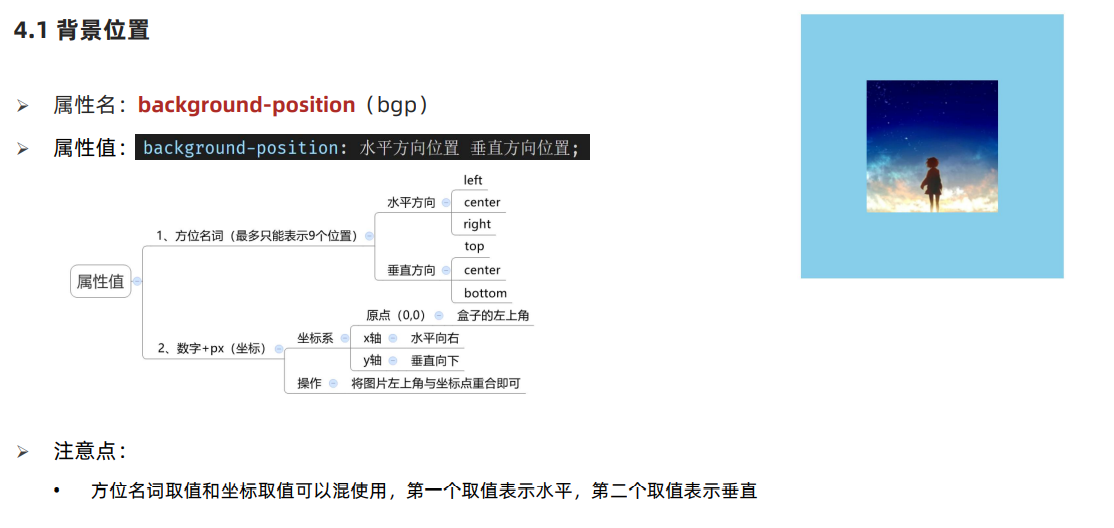 4.1 背景位置
➢ 属性名：background-position（bgp）
➢ 属性值：background-position: 水平方向位置 垂直方向位置;
属性值
1、方位名词（最多只能表示9个位置）
水平方向
left
center
right
垂直方向
top
center
bottom
2、数字+px（坐标）
坐标系
原点（0,0） 盒子的左上角
x轴 水平向右
y轴 垂直向下
操作 将图片左上角与坐标点重合即可
➢ 注意点：
• 方位名词取值和坐标取值可以混使用，第一个取值表示水平，第二个取值表示垂直